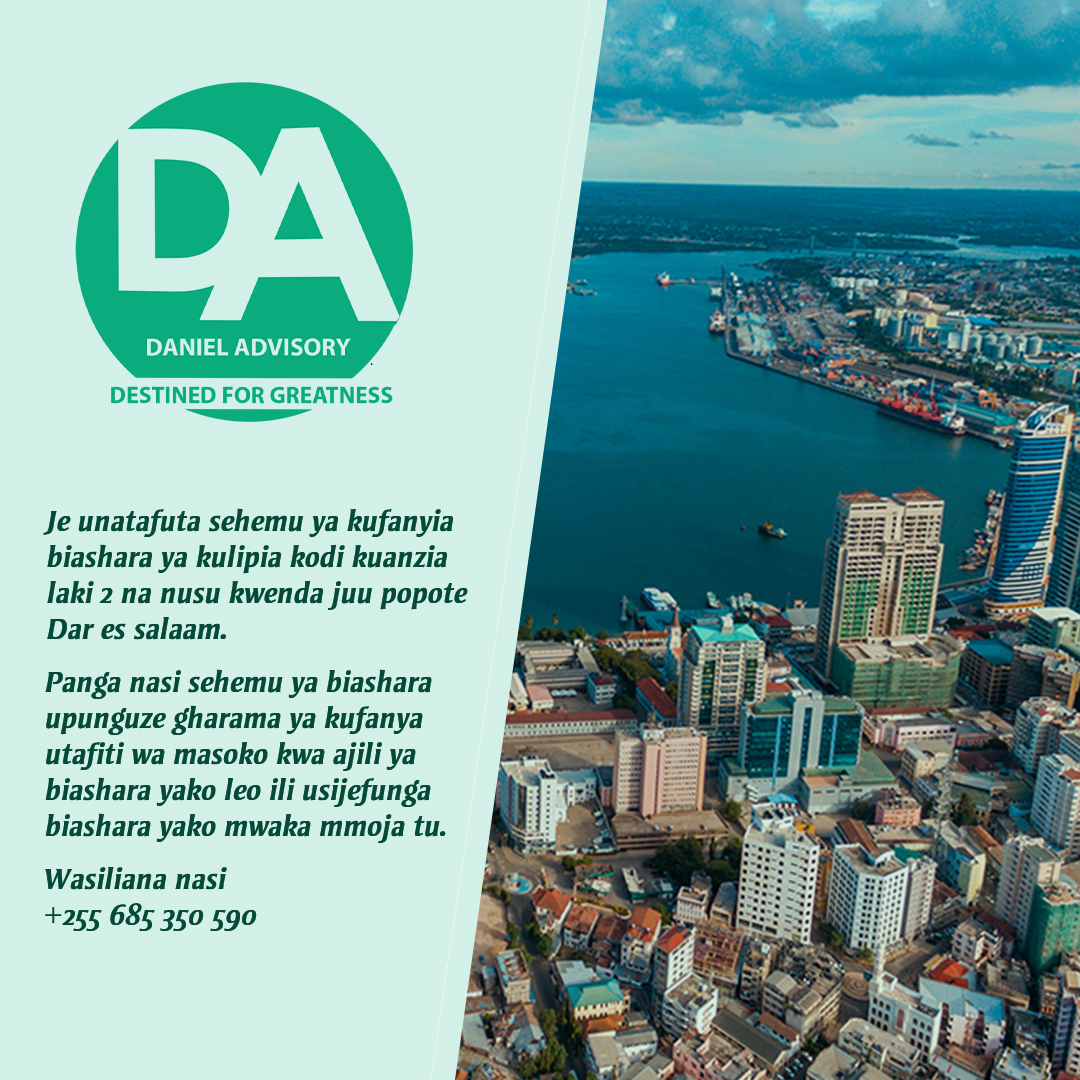 DA
DANIEL ADVISORY
DESTINED FOR GREATNESS
Je unatafuta sehemu ya kufanyia
biashara ya kulipia kodi kuanzia
laki 2 na nusu kwenda juu popote
Dar es salaam.
Panga nasi sehemu ya biashara
upunguze gharama ya kufanya
utafiti wa masoko kwa ajili ya
biashara yako leo ili usijefunga
biashara yako mwaka mmoja tu.
Wasiliana nasi
+255 685 350 590